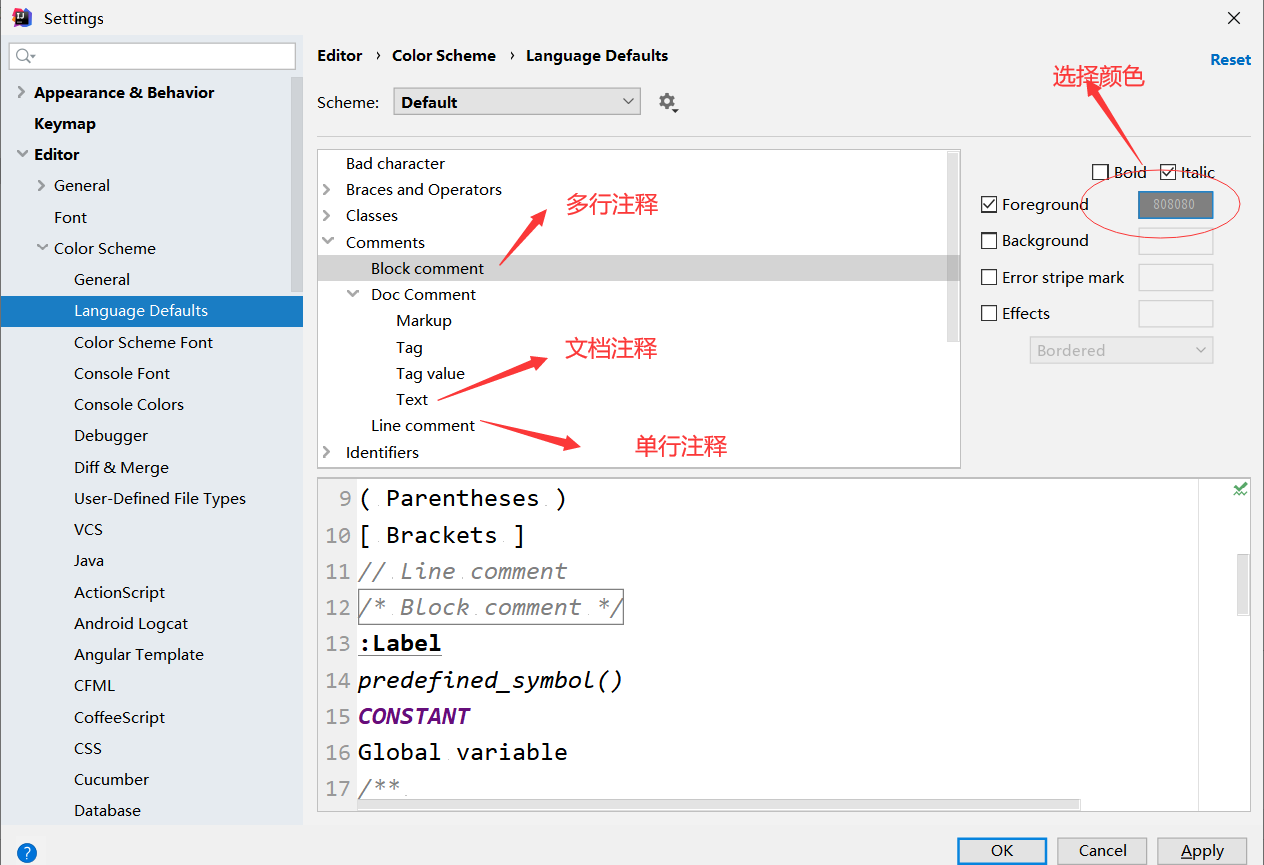 Settings
Appearance & Behavior
Keymap
Editor
General
Font
Color Scheme
General
Language Defaults
Color Scheme Font
Console Font
Console Colors
Debugger
Diff & Merge
User-Defined File Types
VCS
Java
ActionScript
Android Logcat
Angular Template
CFML
CoffeeScript
CSS
Cucumber
Database
Editor › Color Scheme › Language Defaults
Reset
Scheme: Default
选择颜色
Bad character
Braces and Operators
Classes
Comments
Block comment
Doc Comment
Markup
Tag
Tag value
Text
Line comment
Identifiers
多行注释
文档注释
单行注释
Bold Italic
Foreground 808080
Background
Error stripe mark
Effects
Bordered
9 ( Parentheses )
10 [ Brackets ]
11 // Line comment
12 /* Block comment */
13 :Label
14 predefined_symbol()
15 CONSTANT
16 Global variable
17 /**
?
OK Cancel Apply